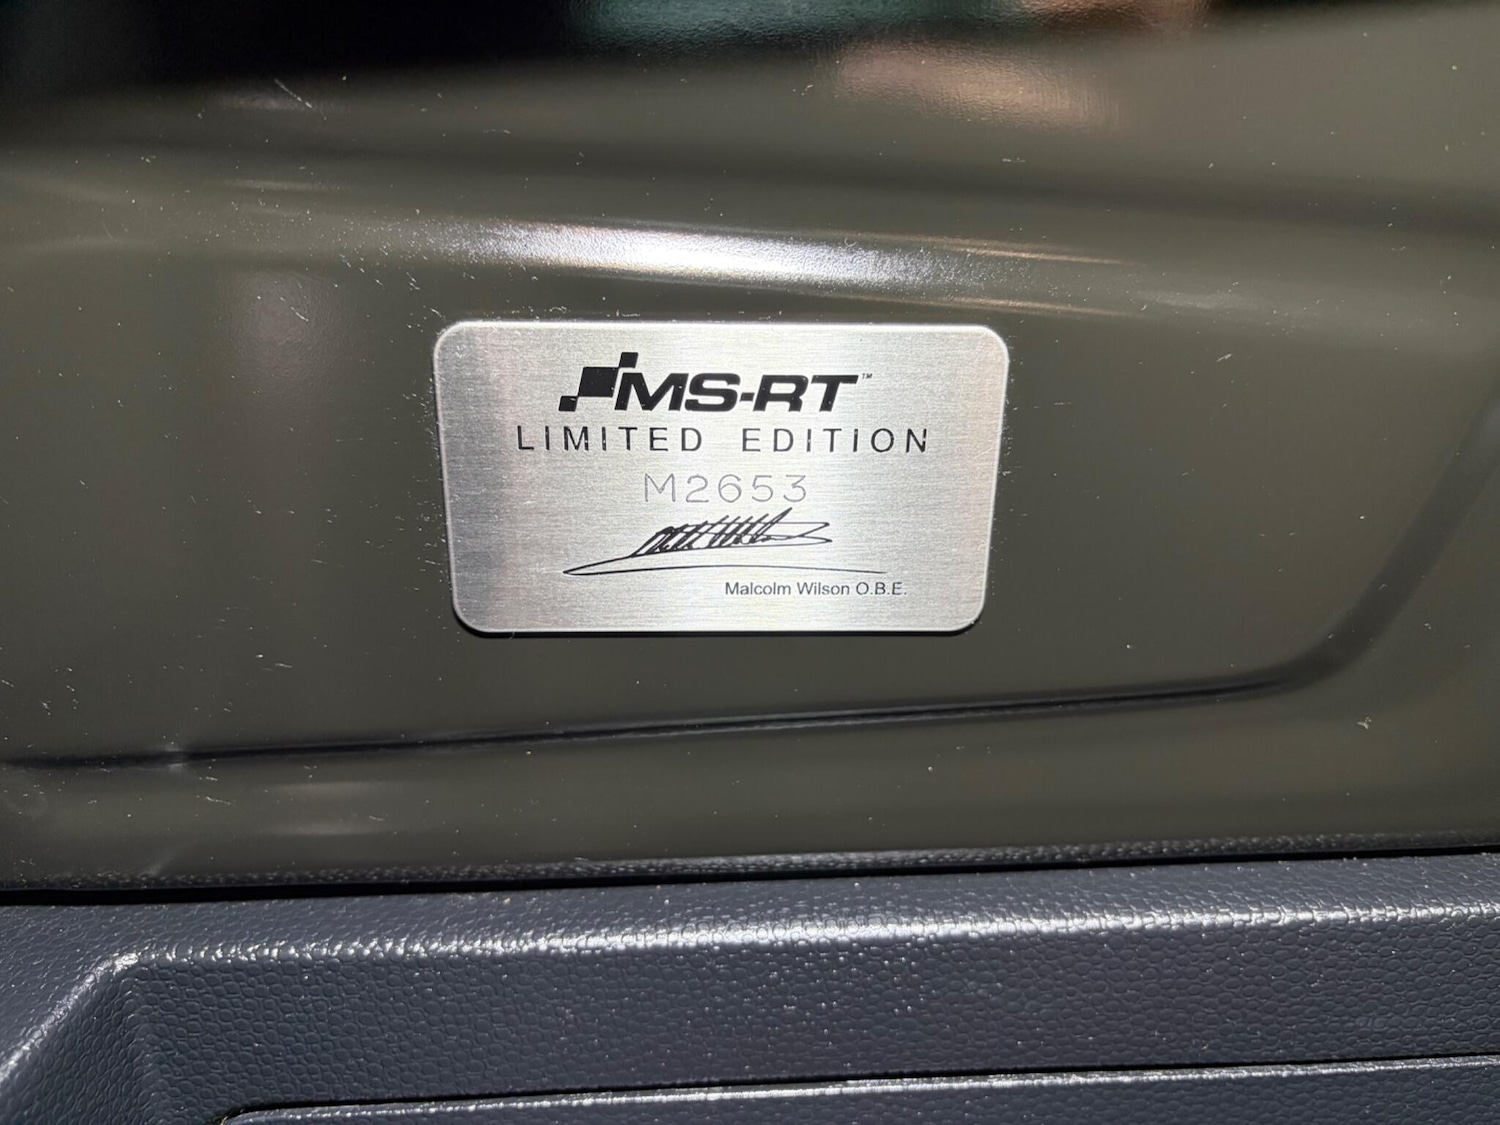 MS-RT™
LIMITED EDITION
M2653
Malcolm Wilson O.B.E.